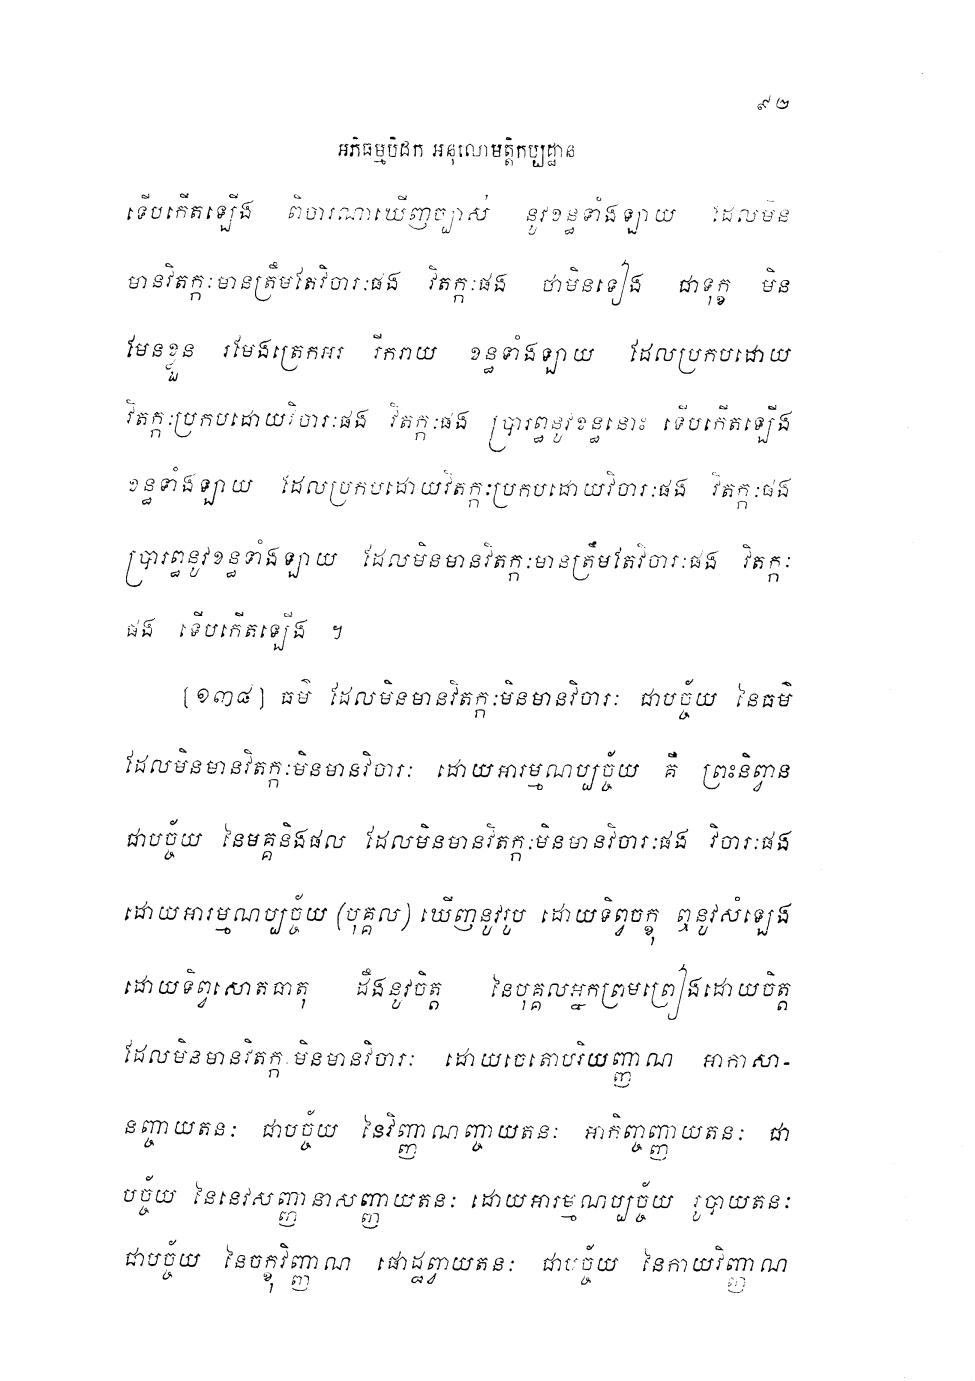 ៩២
អភិធម្មបិដក អនុលោមត្តិកប្បដ្ឋាន
ទើបកើតឡើង ពិចារណាឃើញច្បាស់ នូវខន្ធទាំងឡាយ ដែលមិន
មានវិតក្កៈមានត្រឹមតែវិចារៈផង វិតក្កៈផង ថាមិនទៀង ជាទុក្ខ មិន
មែនខ្លួន រមែងត្រេកអរ រីករាយ ខន្ធទាំងឡាយ ដែលប្រកបដោយ
វិតក្កៈប្រកបដោយវិចារៈផង វិតក្កៈផង ប្រារព្ធនូវខន្ធនោះ ទើបកើតឡើង
ខន្ធទាំងឡាយ ដែលប្រកបដោយវិតក្កៈប្រកបដោយវិចារៈផង វិតក្កៈផង
ប្រារព្ធនូវខន្ធទាំងឡាយ ដែលមិនមានវិតក្កៈមានត្រឹមតែវិចារៈផង វិតក្កៈ
ផង ទើបកើតឡើង ។
[១៣៨] ធម៌ ដែលមិនមានវិតក្កៈមិនមានវិចារៈ ជាបច្ច័យ នៃធម៌
ដែលមិនមានវិតក្កៈមិនមានវិចារៈ ដោយអារម្មណប្បច្ច័យ គឺ ព្រះនិព្វាន
ជាបច្ច័យ នៃមគ្គនិងផល ដែលមិនមានវិតក្កៈមិនមានវិចារៈផង វិចារៈផង
ដោយអារម្មណប្បច្ច័យ (បុគ្គល) ឃើញនូវរូប ដោយទិព្វចក្ខុ ឮនូវសំឡេង
ដោយទិព្វសោតធាតុ ដឹងនូវចិត្ត នៃបុគ្គលអ្នកព្រមព្រៀងដោយចិត្ត
ដែលមិនមានវិតក្កៈមិនមានវិចារៈ ដោយចេតោបរិយញ្ញាណ អាកាសា-
នញ្ចាយតនៈ ជាបច្ច័យ នៃវិញ្ញាណញ្ចាយតនៈ អាកិញ្ចញ្ញាយតនៈ ជា
បច្ច័យ នៃនេវសញ្ញានាសញ្ញាយតនៈ ដោយអារម្មណប្បច្ច័យ រូបាយតនៈ
ជាបច្ច័យ នៃចក្ខុវិញ្ញាណ ផោដ្ឋព្វាយតនៈ ជាបច្ច័យ នៃកាយវិញ្ញាណ